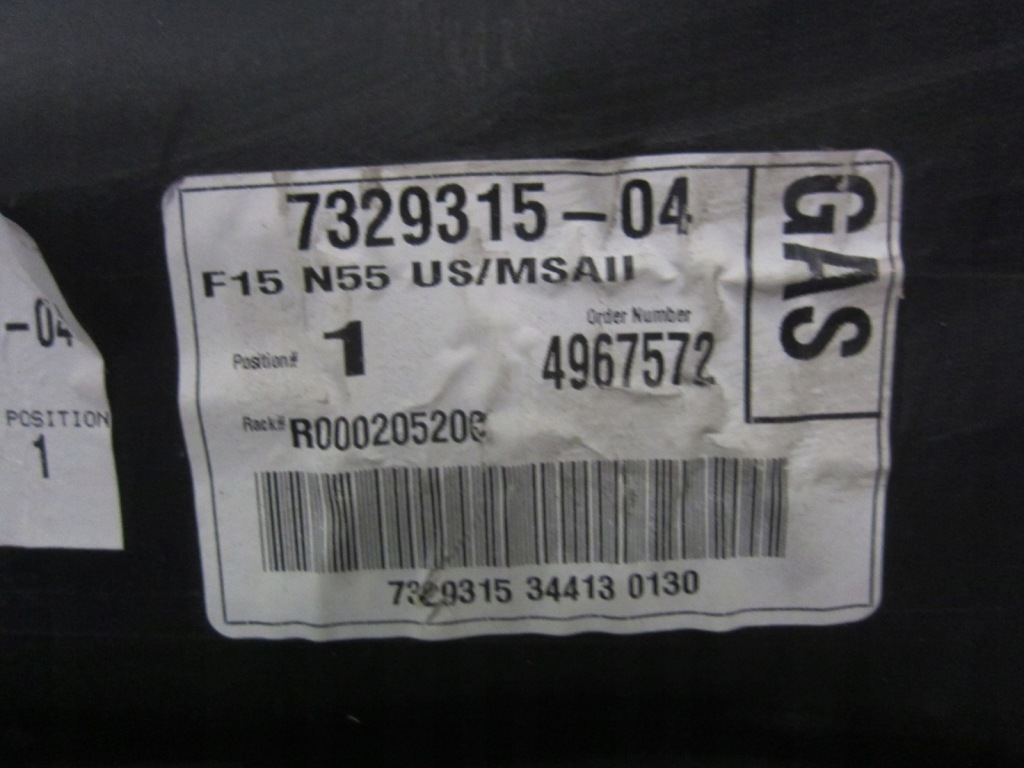 7329315-04
GAS
F15 N55 US/MSAII
Order Number
Position# 1
4967572
Rack#
7329315 34413 0130
-04
POSITION
1